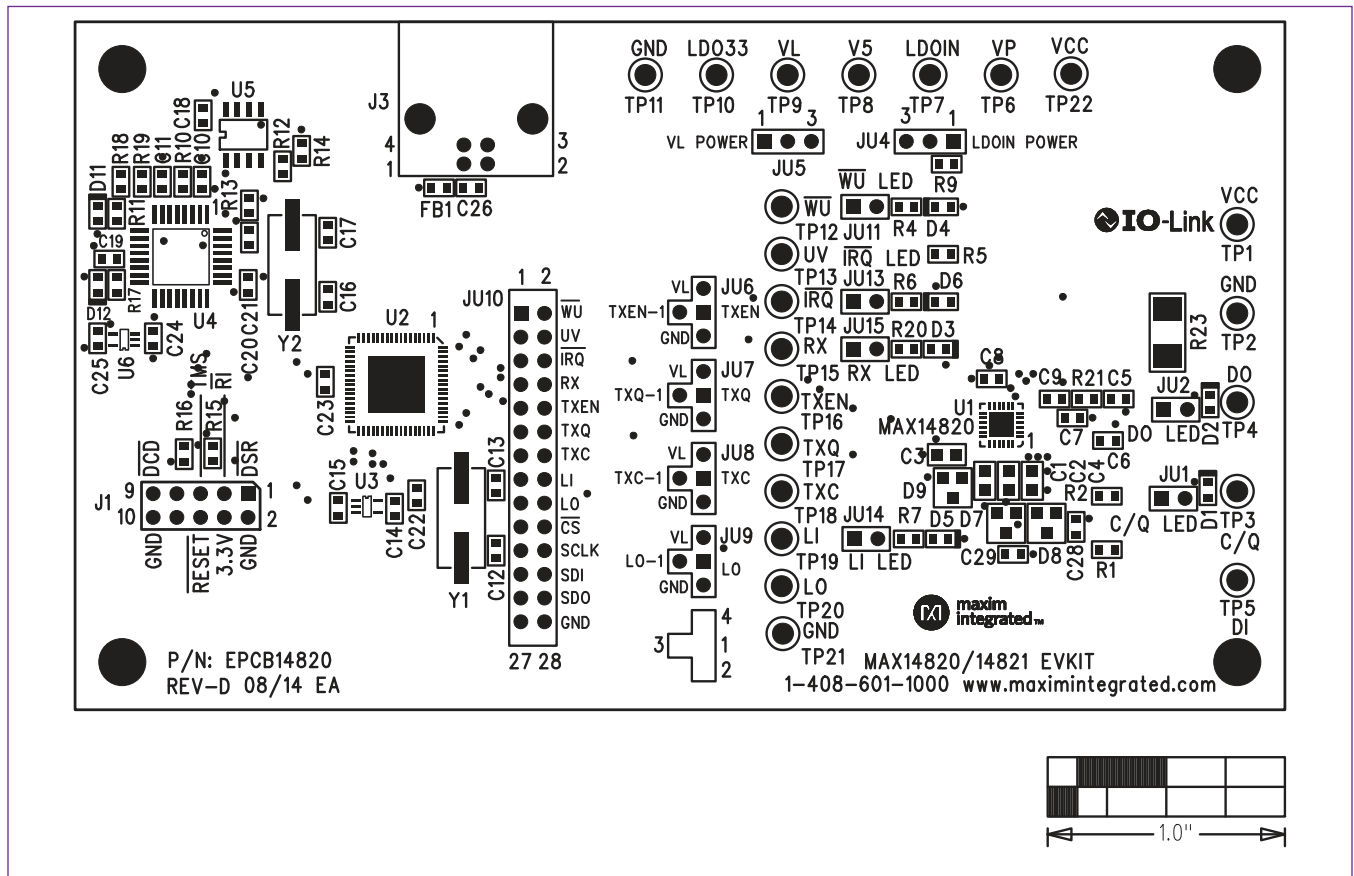 GND LDO33 VL V5 LDOIN VP VCC
TP11 TP10 TP9 TP8 TP7 TP6 TP22
U5
C18
J3
4 3
1 2
R12
R14
1 3
VL POWER
JU5
3 1
JU4 LDOIN POWER
R9
D11 R18 R19 C11 R10 C10
R13
R11
1
FB1 C26
C17
C19
R17
D12
U4
C16
Y2
C25
U6
C24
C20 C21
WU
TP12
WU LED
JU11 R4 D4
UV
TP13
IRQ LED
R5
JU13 R6 D6
IRQ
TP14
JU15 R20 D3
RX
TP15 RX LED
TXEN
TP16
TXQ
TP17
TXC
TP18
LI
TP19
LO
TP20
GND
TP21
IO-Link
VCC
TP1
GND
TP2
R23
DO
TP4
JU2
DO LED
D2
JU1
C/Q LED
D1
TP3
C/Q
TP5
DI
U2 1
C23
1 2
JU10
WU
UV
IRQ
RX
TXEN
TXQ
TXC
LI
LO
CS
SCLK
SDI
SDO
GND
27 28
VL JU6
TXEN-1 TXEN
GND
VL JU7
TXQ-1 TXQ
GND
VL JU8
TXC-1 TXC
GND
VL JU9
LO-1 LO
GND
4
3 1
2
C8
C9 R21 C5
C7
C6
U1
MAX14820
1
C3
C1
C2
C4
D9
R2
JU14 R7 D5 D7
LI LED
C29 D8 C28
R1
TMS
RI
R16 R15
DCD DSR
J1
9 1
10 2
GND RESET 3.3V GND
C15 U3
C14 C22
C13
C12
Y1
maxim
integrated™
P/N: EPCB14820
REV-D 08/14 EA
MAX14820/14821 EVKIT
1-408-601-1000 www.maximintegrated.com
1.0"